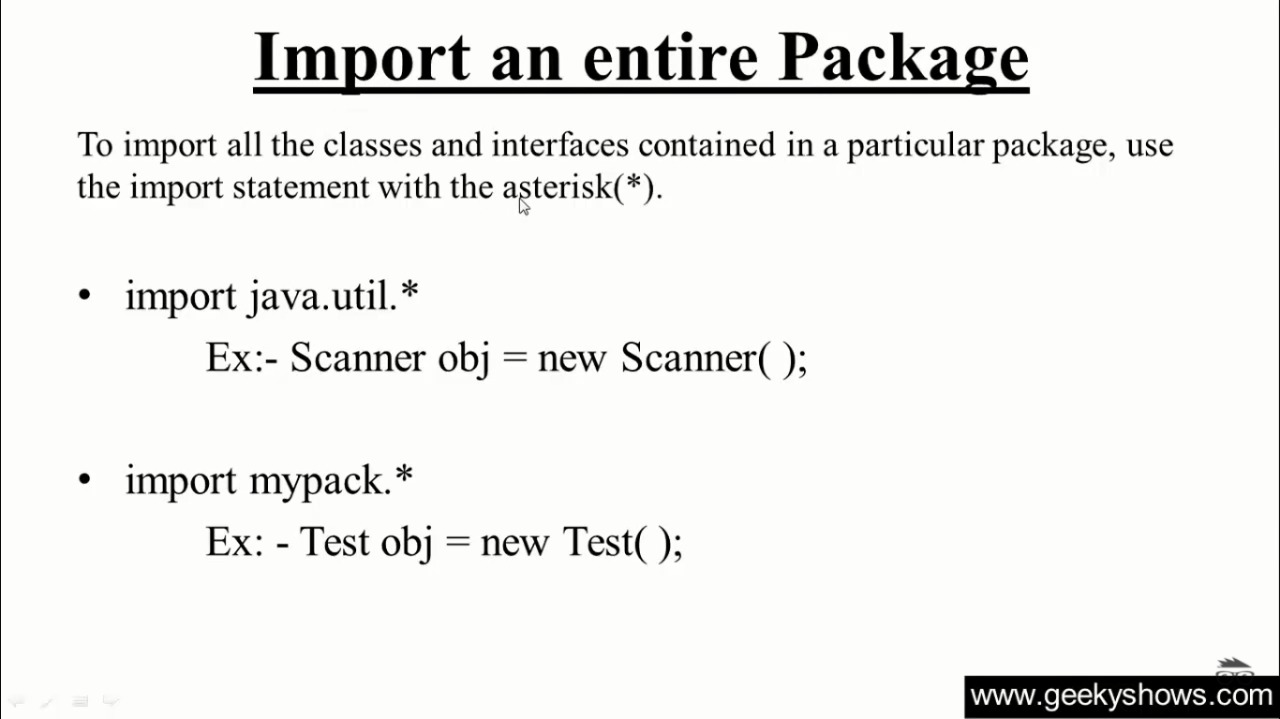 Import an entire Package
To import all the classes and interfaces contained in a particular package, use
the import statement with the asterisk(*).
• import java.util.*
Ex:- Scanner obj = new Scanner( );
• import mypack.*
Ex: - Test obj = new Test( );
www.geekyshows.com